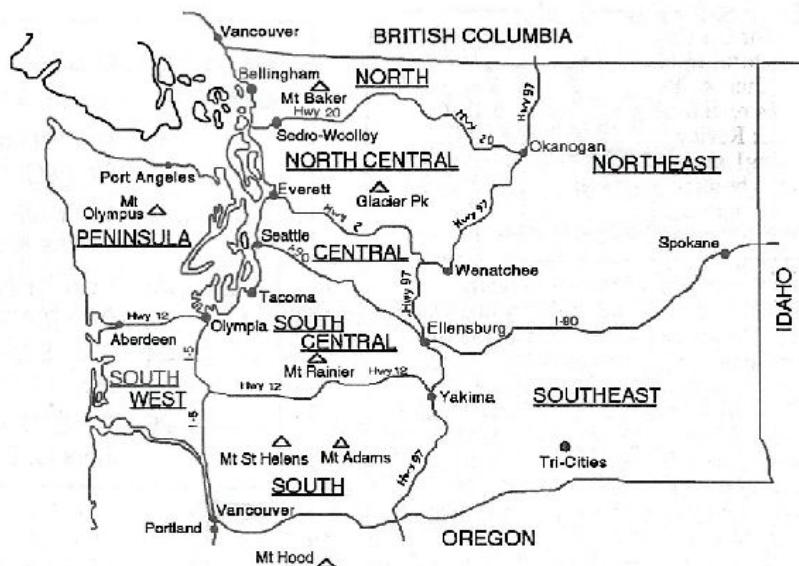 Vancouver
BRITISH COLUMBIA
Bellingham
NORTH
Mt Baker
Hwy 20
Hwy 20
Hwy 97
Sedro-Woolley
Okanogan
NORTH CENTRAL
NORTHEAST
Port Angeles
Everett
Glacier Pk
Mt
Olympus
PENINSULA
Hwy 2
Hwy 97
Seattle
I-90
CENTRAL
Spokane
Wenatchee
Hwy 97
Tacoma
IDAHO
Hwy 12
Olympia
SOUTH
CENTRAL
Ellensburg
I-90
Aberdeen
I-5
Mt Rainier
SOUTH
WEST
Hwy 12
Hwy 12
Yakima
SOUTHEAST
I-5
Mt St Helens
Mt Adams
Hwy 97
Tri-Cities
SOUTH
Vancouver
Portland
OREGON
Mt Hood